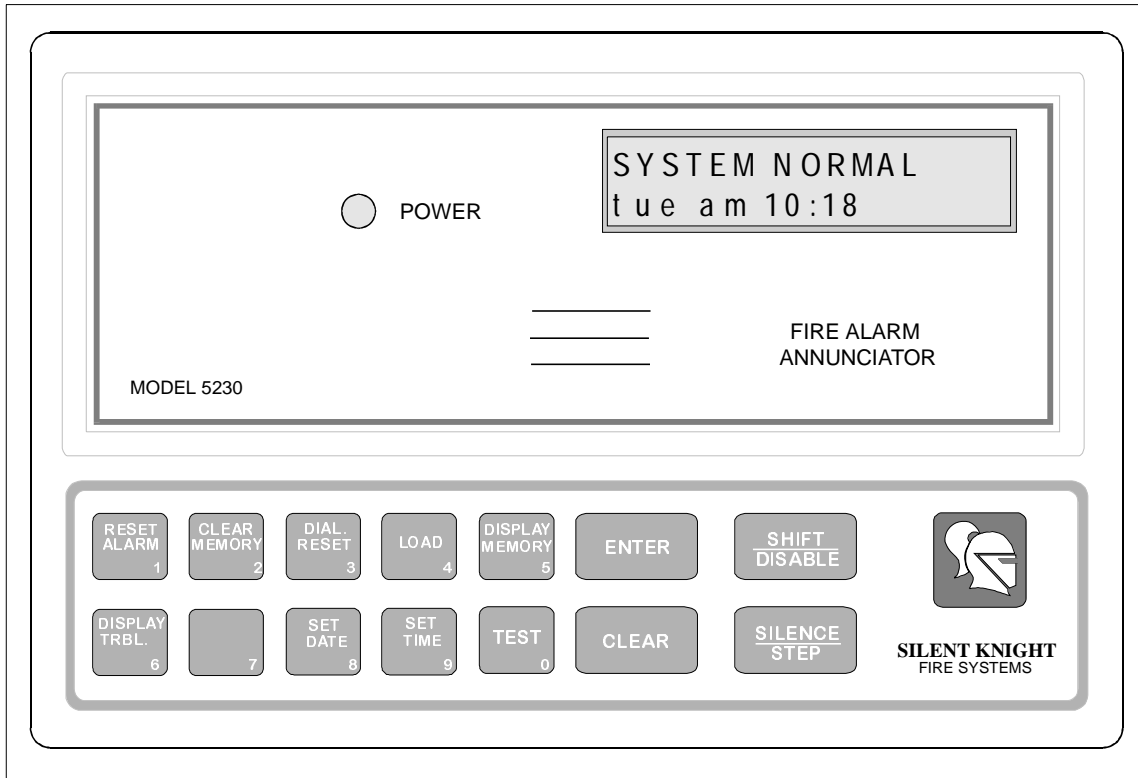 SYSTEM NORMAL
tue am 10:18
POWER
FIRE ALARM
ANNUNCIATOR
MODEL 5230
RESET
ALARM
1
CLEAR
MEMORY
2
DIAL.
RESET
3
LOAD
4
DISPLAY
MEMORY
5
ENTER
SHIFT
DISABLE
DISPLAY
TRBL.
6
7
SET
DATE
8
SET
TIME
9
TEST
0
CLEAR
SILENCE
STEP
SILENT KNIGHT
FIRE SYSTEMS